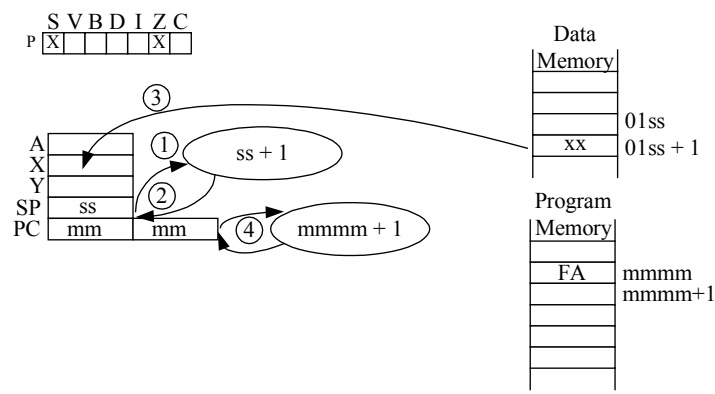 S V B D I Z C
P X X
Data
Memory
3
01ss
A
1
ss + 1
xx
01ss + 1
X
Y
2
SP ss
Program
Memory
PC mm mm
4
mmmm + 1
FA
mmmm
mmmm+1